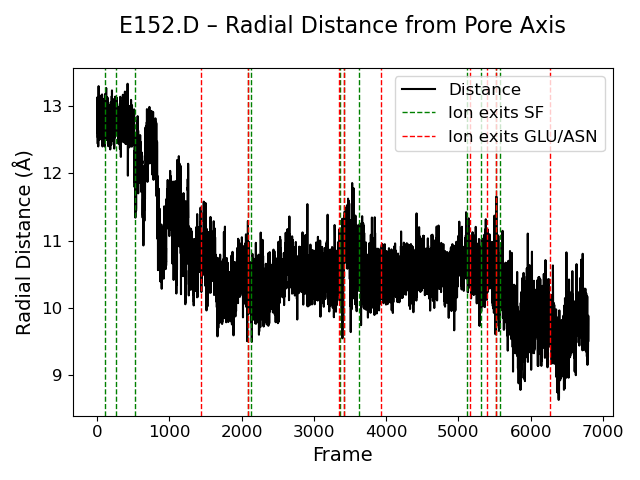 E152.D – Radial Distance from Pore Axis
Distance
Ion exits SF
Ion exits GLU/ASN
Radial Distance (Å)
13
12
11
10
9
0 1000 2000 3000 4000 5000 6000 7000
Frame